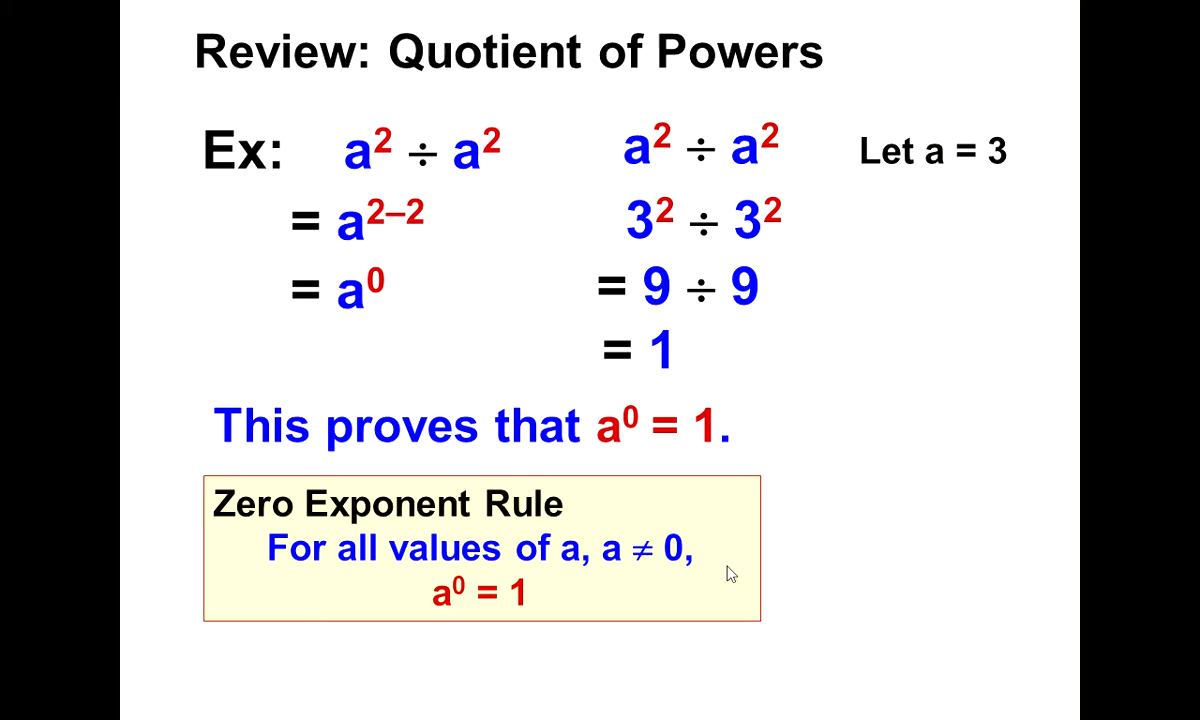 Review: Quotient of Powers
Ex: a² ÷ a² a² ÷ a² Let a = 3
= a²⁻² 3² ÷ 3²
= a⁰ = 9 ÷ 9
= 1
This proves that a⁰ = 1.
Zero Exponent Rule
For all values of a, a ≠ 0,
a⁰ = 1